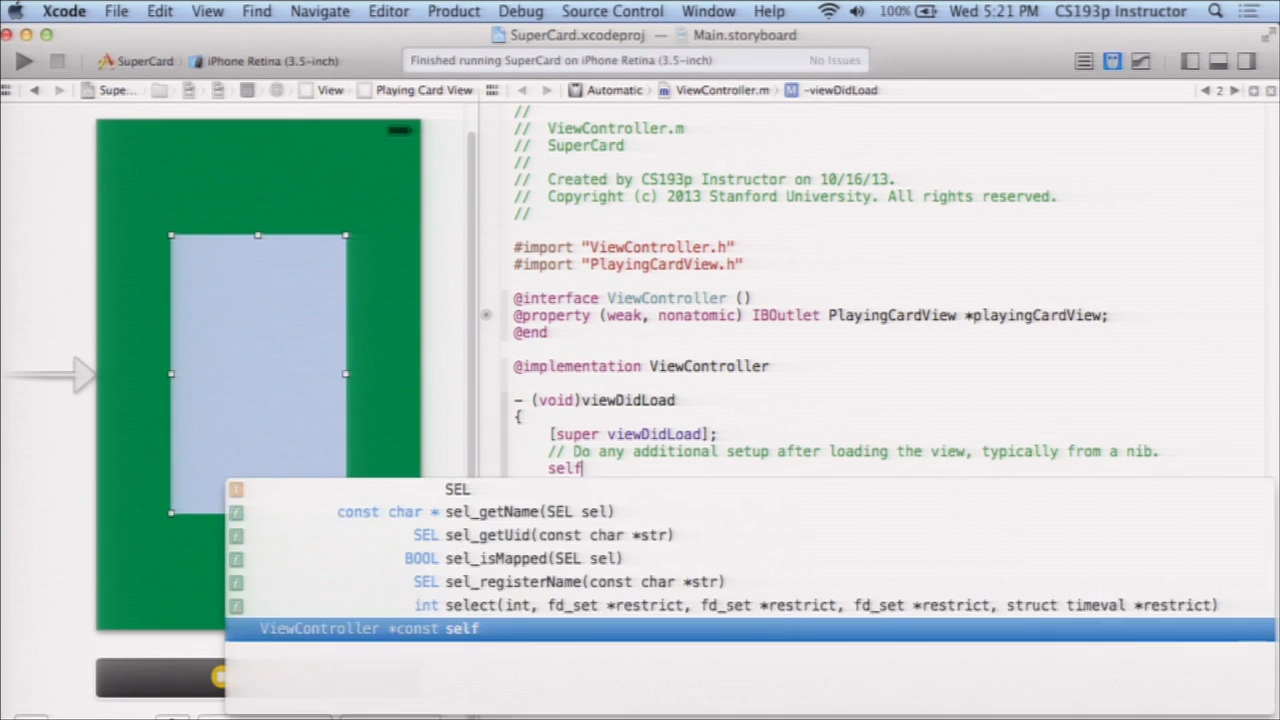 Xcode File Edit View Find Navigate Editor Product Debug Source Control Window Help 100% Wed 5:21 PM CS193p Instructor
SuperCard.xcodeproj — Main.storyboard
SuperCard iPhone Retina (3.5-inch) Finished running SuperCard on iPhone Retina (3.5-inch) No Issues
Supe... View Playing Card View Automatic ViewController.m M -viewDidLoad 2
//
// ViewController.m
// SuperCard
//
// Created by CS193p Instructor on 10/16/13.
// Copyright (c) 2013 Stanford University. All rights reserved.
//
#import "ViewController.h"
#import "PlayingCardView.h"
@interface ViewController ()
@property (weak, nonatomic) IBOutlet PlayingCardView *playingCardView;
@end
@implementation ViewController
- (void)viewDidLoad
{
[super viewDidLoad];
// Do any additional setup after loading the view, typically from a nib.
self
SEL
f const char * sel_getName(SEL sel)
f SEL sel_getUid(const char *str)
f BOOL sel_isMapped(SEL sel)
f SEL sel_registerName(const char *str)
f int select(int, fd_set *restrict, fd_set *restrict, fd_set *restrict, struct timeval *restrict)
ViewController *const self